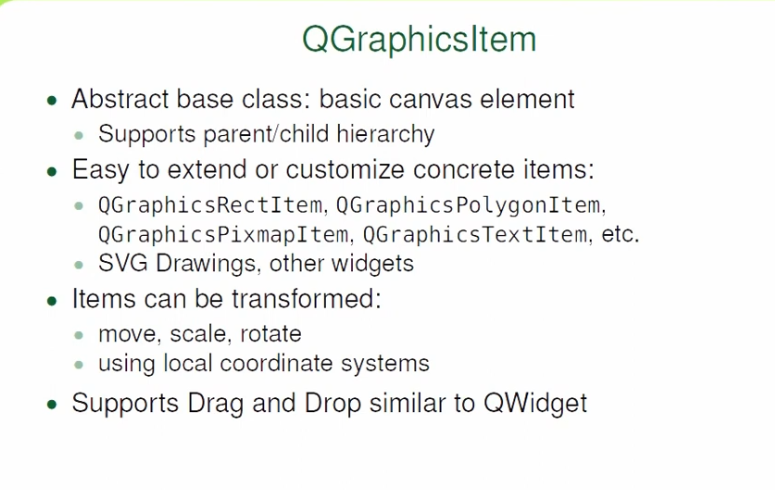 QGraphicsItem
• Abstract base class: basic canvas element
• Supports parent/child hierarchy
• Easy to extend or customize concrete items:
• QGraphicsRectItem, QGraphicsPolygonItem,
QGraphicsPixmapItem, QGraphicsTextItem, etc.
• SVG Drawings, other widgets
• Items can be transformed:
• move, scale, rotate
• using local coordinate systems
• Supports Drag and Drop similar to QWidget